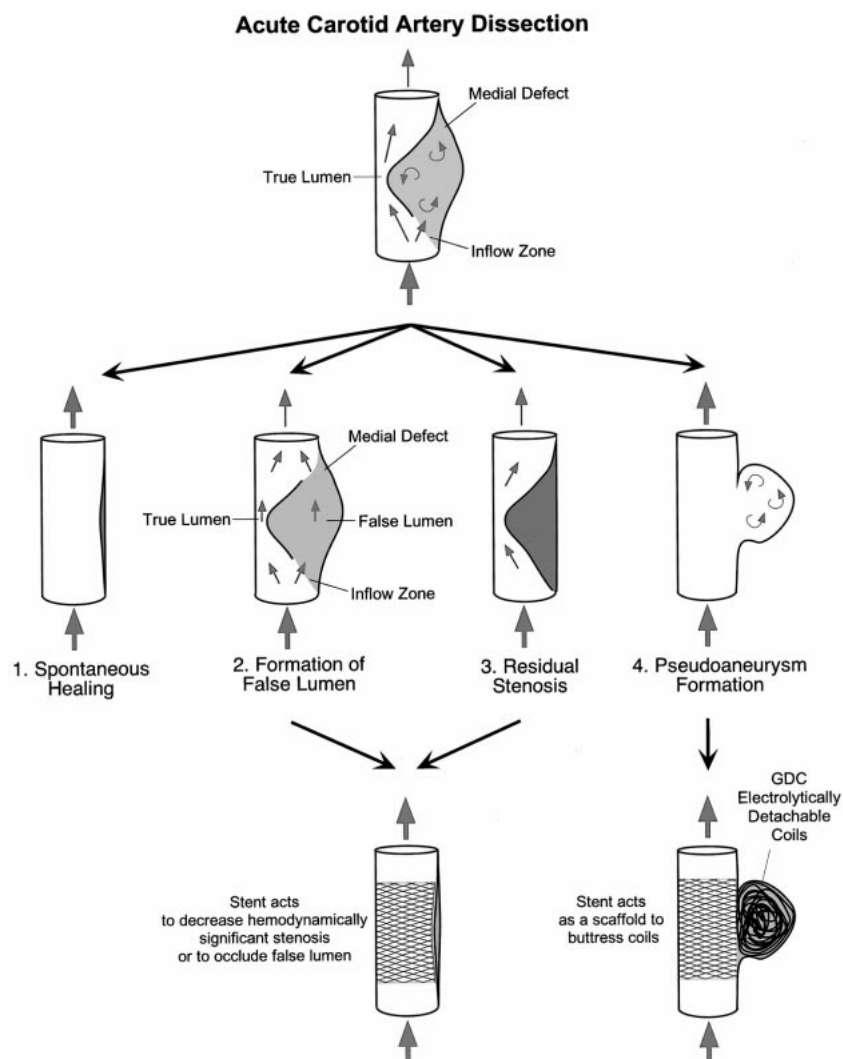 Acute Carotid Artery Dissection
Medial Defect
True Lumen
Inflow Zone
Medial Defect
True Lumen
False Lumen
Inflow Zone
1. Spontaneous
Healing
2. Formation of
False Lumen
3. Residual
Stenosis
4. Pseudoaneurysm
Formation
GDC
Electrolytically
Detachable
Coils
Stent acts
to decrease hemodynamically
significant stenosis
or to occlude false lumen
Stent acts
as a scaffold to
buttress coils